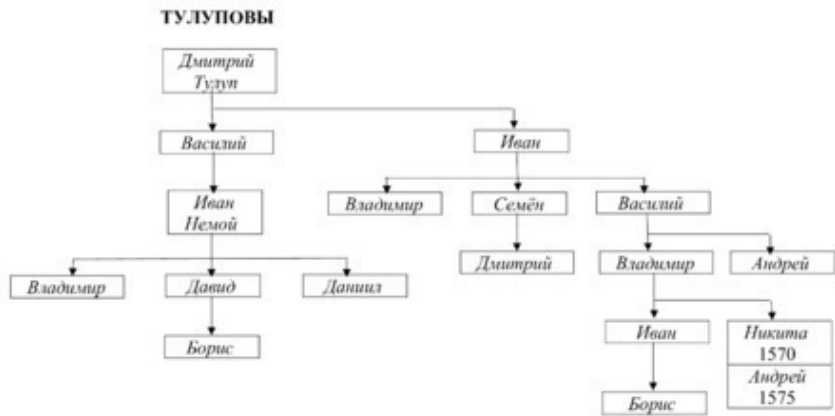 ТУЛУПОВЫ
Дмитрий
Тулуп
Василий
Иван
Иван
Немой
Владимир
Семён
Василий
Владимир
Давид
Даниил
Дмитрий
Владимир
Андрей
Борис
Иван
Никита
1570
Андрей
1575
Борис